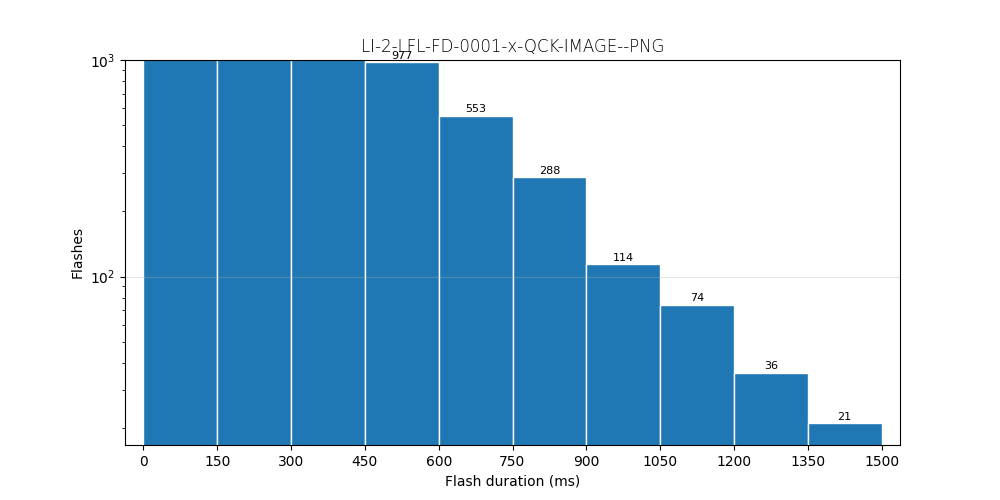 LI-2-LFL-FD-0001-x-QCK-IMAGE--PNG
10³
977
553
288
Flashes
10²
114
74
36
21
0 150 300 450 600 750 900 1050 1200 1350 1500
Flash duration (ms)